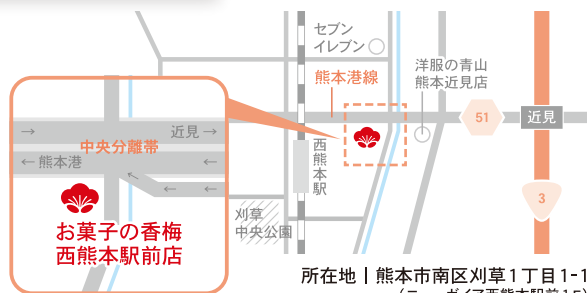 セブン
イレブン
洋服の青山
熊本近見店
熊本港線
51
近見
→
近見→
中央分離帯
←熊本港
←
←
←
西熊本駅
3
お菓子の香梅
西熊本駅前店
刈草
中央公園
所在地｜熊本市南区刈草1丁目1-1